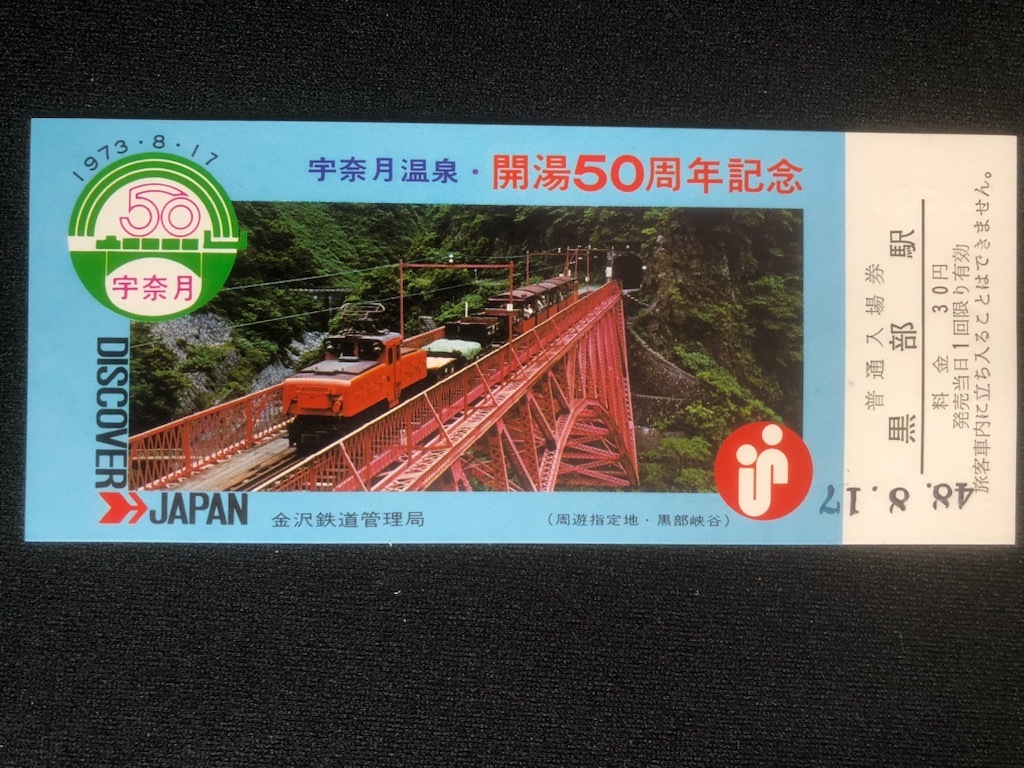 1973・8・17
50
宇奈月
宇奈月温泉・開湯50周年記念
DISCOVER
JAPAN
金沢鉄道管理局
(周遊指定地・黒部峡谷)
普通入場券
黒部駅
料金 30円
発売当日1回限り有効
旅客車内に立ち入ることはできません。
48.8.17